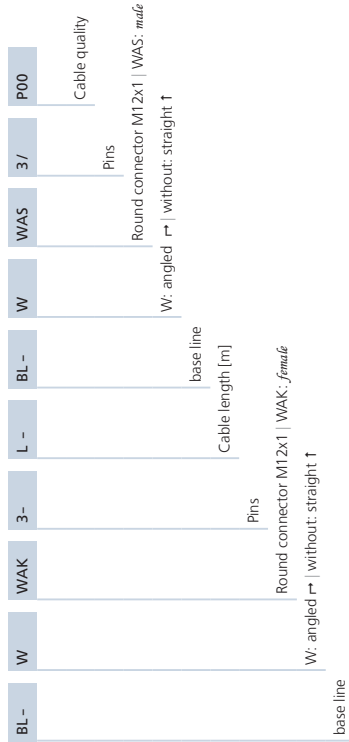 BL – W WAK 3– L – BL – W WAS 3 / P00
Cable quality
Pins
Round connector M12x1 | WAS: male
W: angled ↱ | without: straight ↑
base line
Cable length [m]
Pins
Round connector M12x1 | WAK: female
W: angled ↱ | without: straight ↑
base line